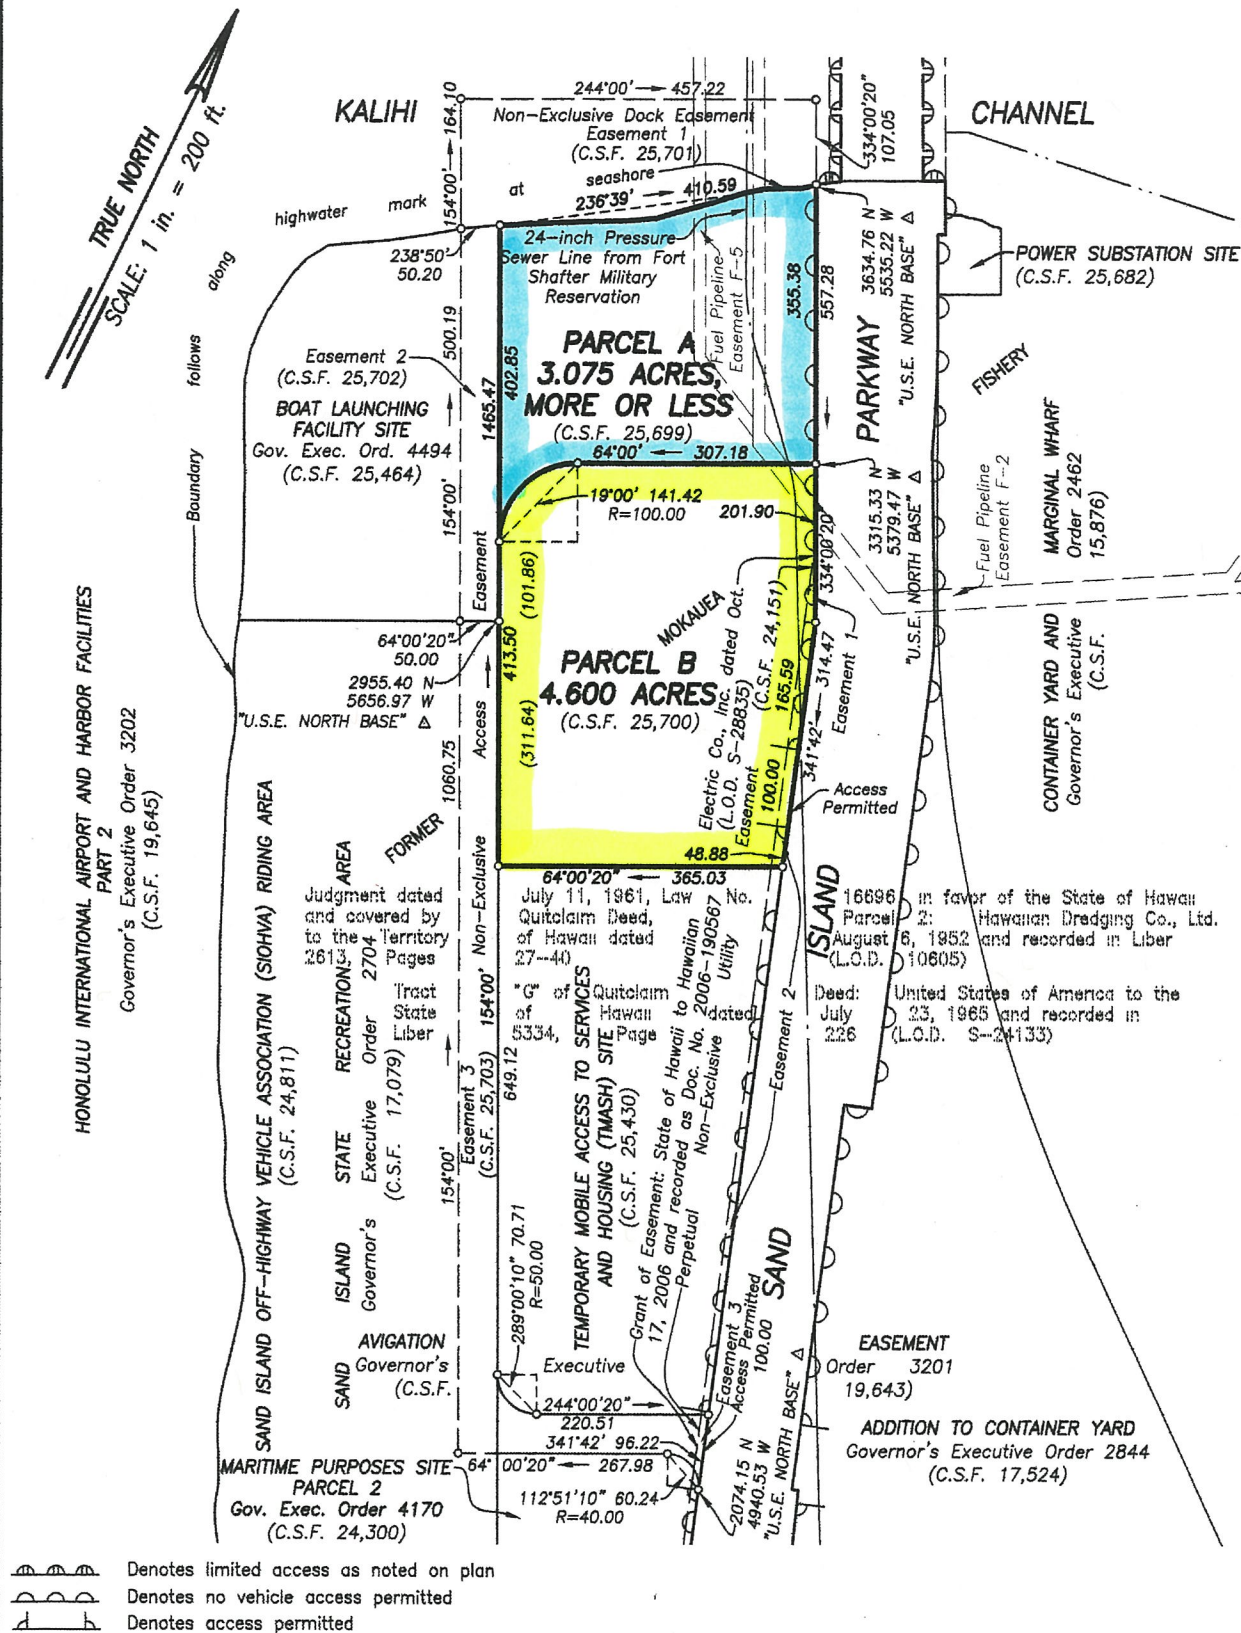 TRUE NORTH
SCALE: 1 in. = 200 ft.
KALIHI
CHANNEL
244°00' 457.22
Non-Exclusive Dock Easement
Easement 1
(C.S.F. 25,701)
154°00' 164.10
334°00'20"
107.05
along
highwater mark at seashore
236°39' 410.59
238°50'
50.20
24-inch Pressure
Sewer Line from Fort
Shafter Military
Reservation
Fuel Pipeline
Easement F-5
355.38
557.28
3634.76 N
5535.22 W
"U.S.E. NORTH BASE" △
POWER SUBSTATION SITE
(C.S.F. 25,682)
Boundary follows
Easement 2
(C.S.F. 25,702)
500.19
154°00'
1465.47
402.85
BOAT LAUNCHING
FACILITY SITE
Gov. Exec. Ord. 4494
(C.S.F. 25,464)
PARCEL A
3.075 ACRES,
MORE OR LESS
(C.S.F. 25,699)
64°00' 307.18
PARKWAY
FISHERY
19°00' 141.42
R=100.00
201.90
334°00'20"
3315.33 N
5379.47 W
"U.S.E. NORTH BASE" △
Fuel Pipeline
Easement F-2
MARGINAL WHARF
Order 2462
15,876)
Easement
(101.86)
64°00'20"
50.00
2955.40 N
5656.97 W
"U.S.E. NORTH BASE" △
413.50
(311.64)
MOKAUEA
PARCEL B
4.600 ACRES
(C.S.F. 25,700)
Electric Co., Inc. dated Oct.
(L.O.D. S-28835)
(C.S.F. 24,151)
Easement
165.59
100.00
341°42' 314.47
Easement 1
Access
Permitted
CONTAINER YARD AND
Governor's Executive
(C.S.F.
HONOLULU INTERNATIONAL AIRPORT AND HARBOR FACILITIES
PART 2
Governor's Executive Order 3202
(C.S.F. 19,645)
1060.75
Access
FORMER
48.88
64°00'20" 365.03
Judgment dated July 11, 1961, Law No. 16696 in favor of the State of Hawaii
and covered by Quitclaim Deed, Parcel 2: Hawaiian Dredging Co., Ltd.
to the Territory of Hawaii dated August 6, 1952 and recorded in Liber
2613, Pages 27--40 (L.O.D. 10605)
Tract "G" of Quitclaim Deed: United States of America to the
State of Hawaii dated July 23, 1965 and recorded in
Liber 5334, Page 226 (L.O.D. S--24133)
SAND ISLAND OFF-HIGHWAY VEHICLE ASSOCIATION (SIOHVA) RIDING AREA
(C.S.F. 24,811)
SAND ISLAND STATE RECREATION AREA
Governor's Executive Order 2704
(C.S.F. 17,079)
154°00'
Non-Exclusive
154°00'
Easement 3
(C.S.F. 25,703)
649.12
TEMPORARY MOBILE ACCESS TO SERVICES
AND HOUSING (TMASH) SITE
(C.S.F. 25,430)
Grant of Easement: State of Hawaii to Hawaiian
17, 2006 and recorded as Doc. No. 2006-190567
Perpetual Non-Exclusive Utility
Easement 2
SAND ISLAND
289°00'10" 70.71
R=50.00
AVIGATION EASEMENT
Governor's Executive Order 3201
(C.S.F. 19,643)
Easement 3
Access Permitted
100.00
244°00'20"
220.51
341°42' 96.22
64°00'20" 267.98
112°51'10" 60.24
R=40.00
2074.15 N
4940.53 W
"U.S.E. NORTH BASE" △
MARITIME PURPOSES SITE
PARCEL 2
Gov. Exec. Order 4170
(C.S.F. 24,300)
ADDITION TO CONTAINER YARD
Governor's Executive Order 2844
(C.S.F. 17,524)
Denotes limited access as noted on plan
Denotes no vehicle access permitted
Denotes access permitted